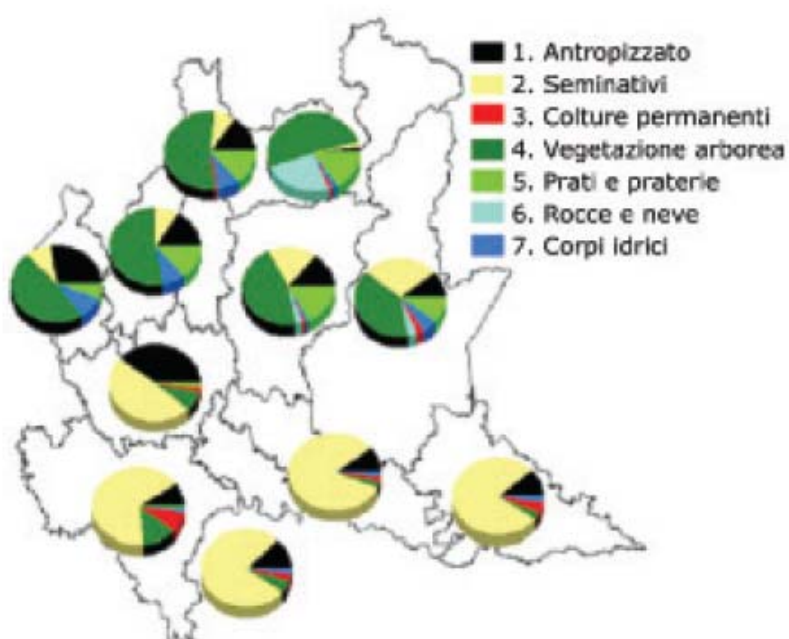 1. Antropizzato
2. Seminativi
3. Colture permanenti
4. Vegetazione arborea
5. Prati e praterie
6. Rocce e neve
7. Corpi idrici